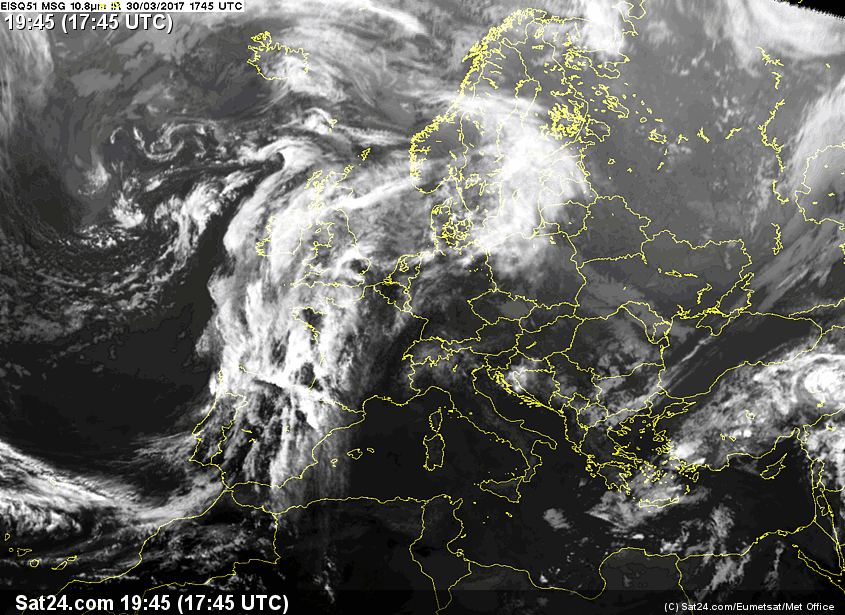 EISQ51 MSG 10.8µm IR 30/03/2017 1745 UTC
19:45 (17:45 UTC)
Sat24.com 19:45 (17:45 UTC)
(C) Sat24.com/Eumetsat/Met Office